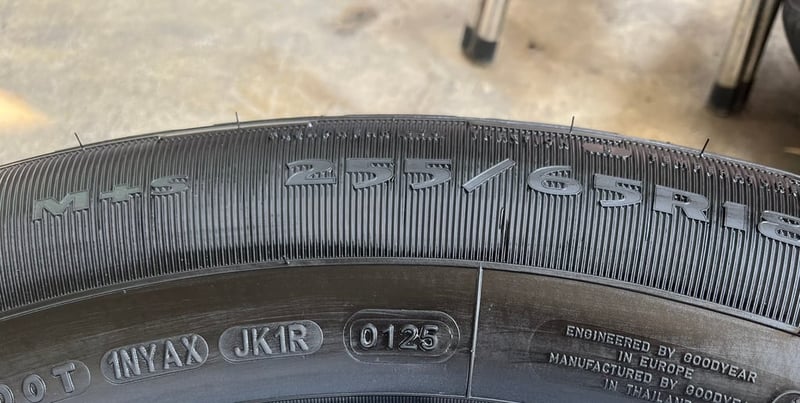 M+S 255/65R18
DOT 1NYAX JK1R 0125
ENGINEERED BY GOODYEAR
IN EUROPE
MANUFACTURED BY GOODYEAR
IN THAILAND